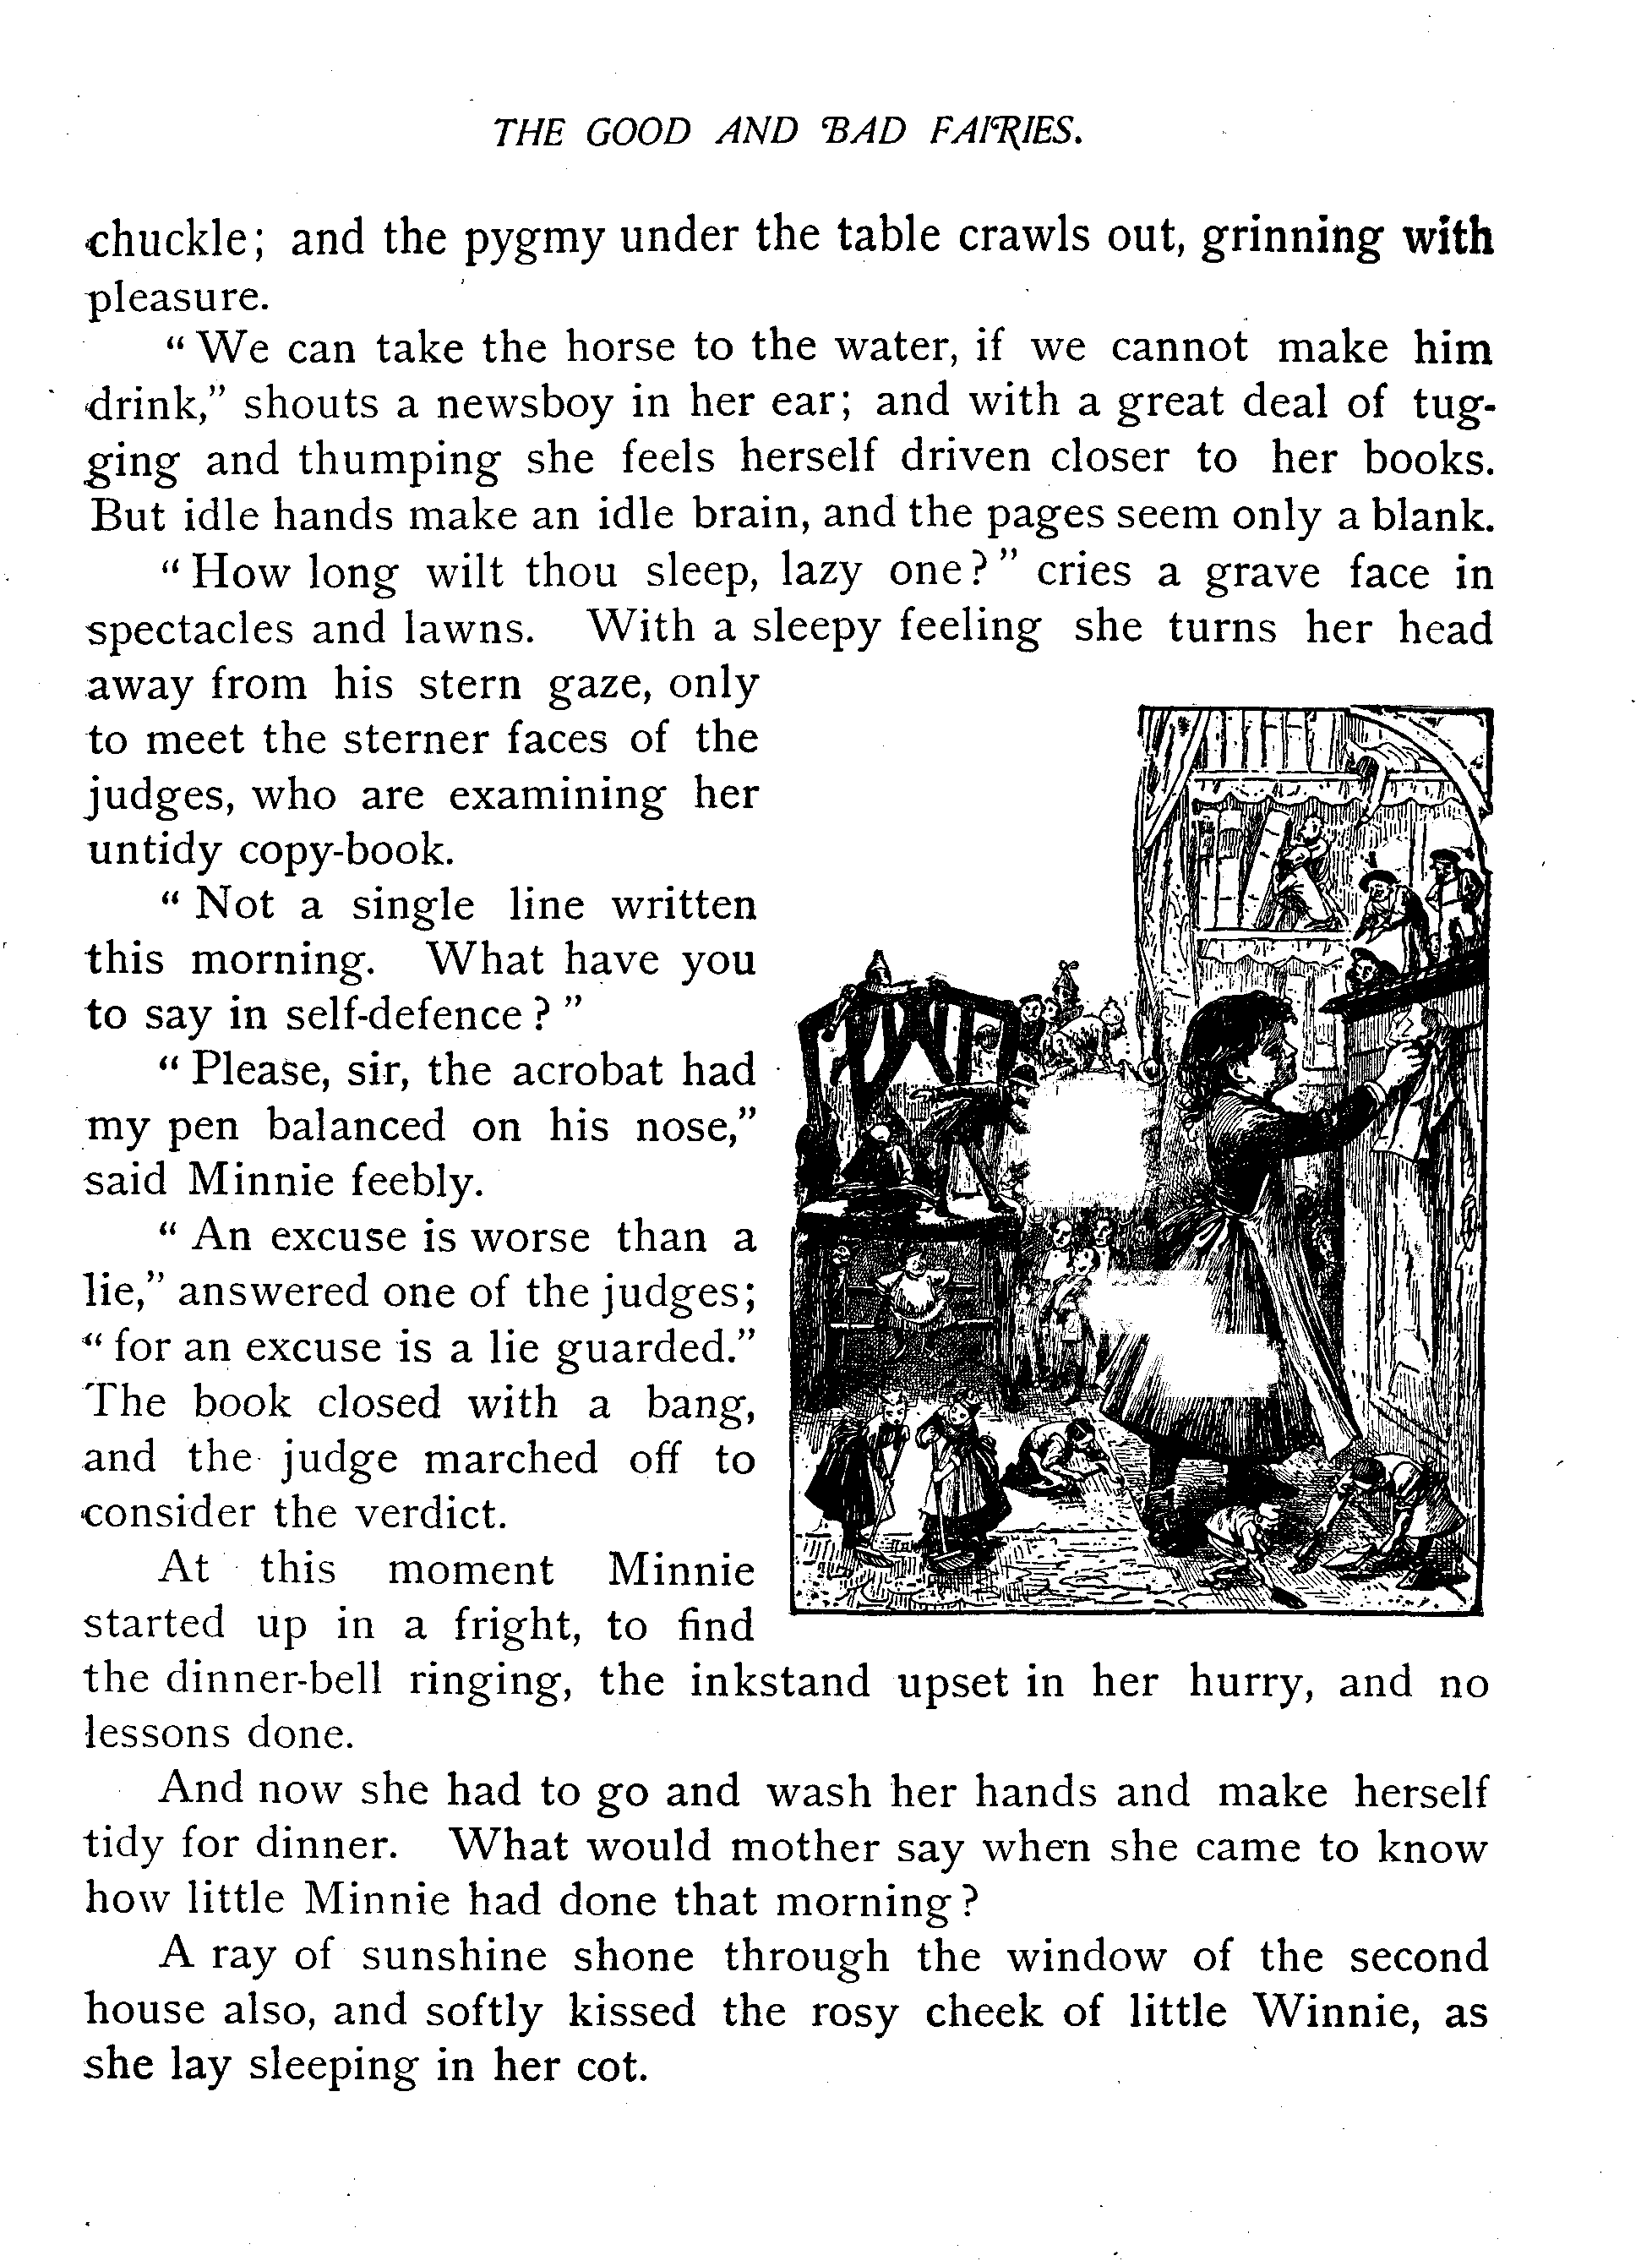 THE GOOD AND BAD FAIRIES.
chuckle; and the pygmy under the table crawls out, grinning with
pleasure.
“We can take the horse to the water, if we cannot make him
drink,” shouts a newsboy in her ear; and with a great deal of tug-
ging and thumping she feels herself driven closer to her books.
But idle hands make an idle brain, and the pages seem only a blank.
“How long wilt thou sleep, lazy one?” cries a grave face in
spectacles and lawns. With a sleepy feeling she turns her head
away from his stern gaze, only
to meet the sterner faces of the
judges, who are examining her
untidy copy-book.
“Not a single line written
this morning. What have you
to say in self-defence?”
“Please, sir, the acrobat had
my pen balanced on his nose,”
said Minnie feebly.
“An excuse is worse than a
lie,” answered one of the judges;
“for an excuse is a lie guarded.”
The book closed with a bang,
and the judge marched off to
consider the verdict.
At this moment Minnie
started up in a fright, to find
the dinner-bell ringing, the inkstand upset in her hurry, and no
lessons done.
And now she had to go and wash her hands and make herself
tidy for dinner. What would mother say when she came to know
how little Minnie had done that morning?
A ray of sunshine shone through the window of the second
house also, and softly kissed the rosy cheek of little Winnie, as
she lay sleeping in her cot.